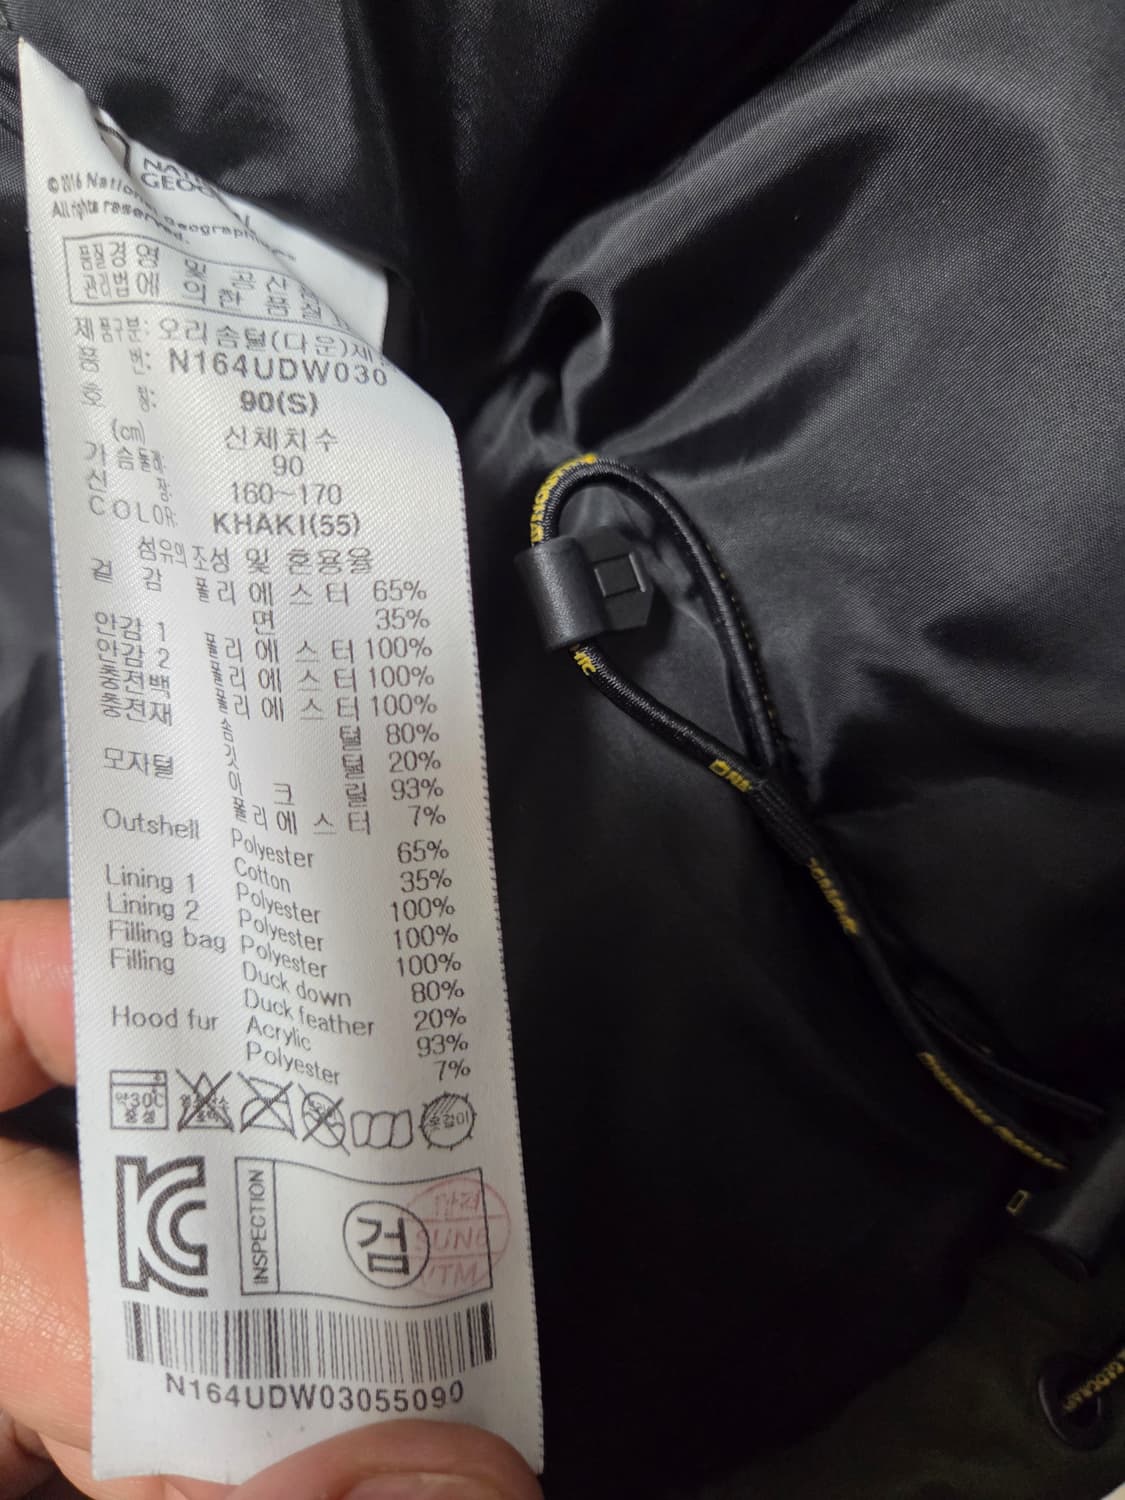 GEOGRAPHIC
© 2016 National Geographic
All rights reserved.
품질경영 및 공산
관리법에 의한 품질
제품구분: 오리솜털(다운)제
품 번: N164UDW030
호 칭: 90(S)
(cm) 신체치수
가슴둘레: 90
신 장: 160~170
COLOR: KHAKI(55)
섬유의 조성 및 혼용율
겉 감 폴리에스터 65%
면 35%
안감 1 폴리에스터 100%
안감 2 폴리에스터 100%
충전백 폴리에스터 100%
충전재 솜털 80%
깃털 20%
모자털 아크릴 93%
폴리에스터 7%
Outshell Polyester 65%
Cotton 35%
Lining 1 Polyester 100%
Lining 2 Polyester 100%
Filling bag Polyester 100%
Filling Duck down 80%
Duck feather 20%
Hood fur Acrylic 93%
Polyester 7%
약30℃
중성
손뒤집어
KC
INSPECTION
검
SUNG
VTM
N164UDW03055090